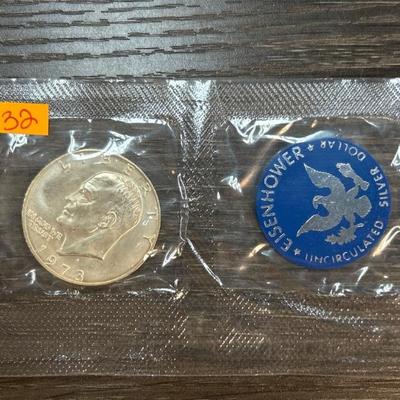 32
LIBERTY
IN GOD WE
TRUST
1973
EISENHOWER
SILVER DOLLAR
UNCIRCULATED